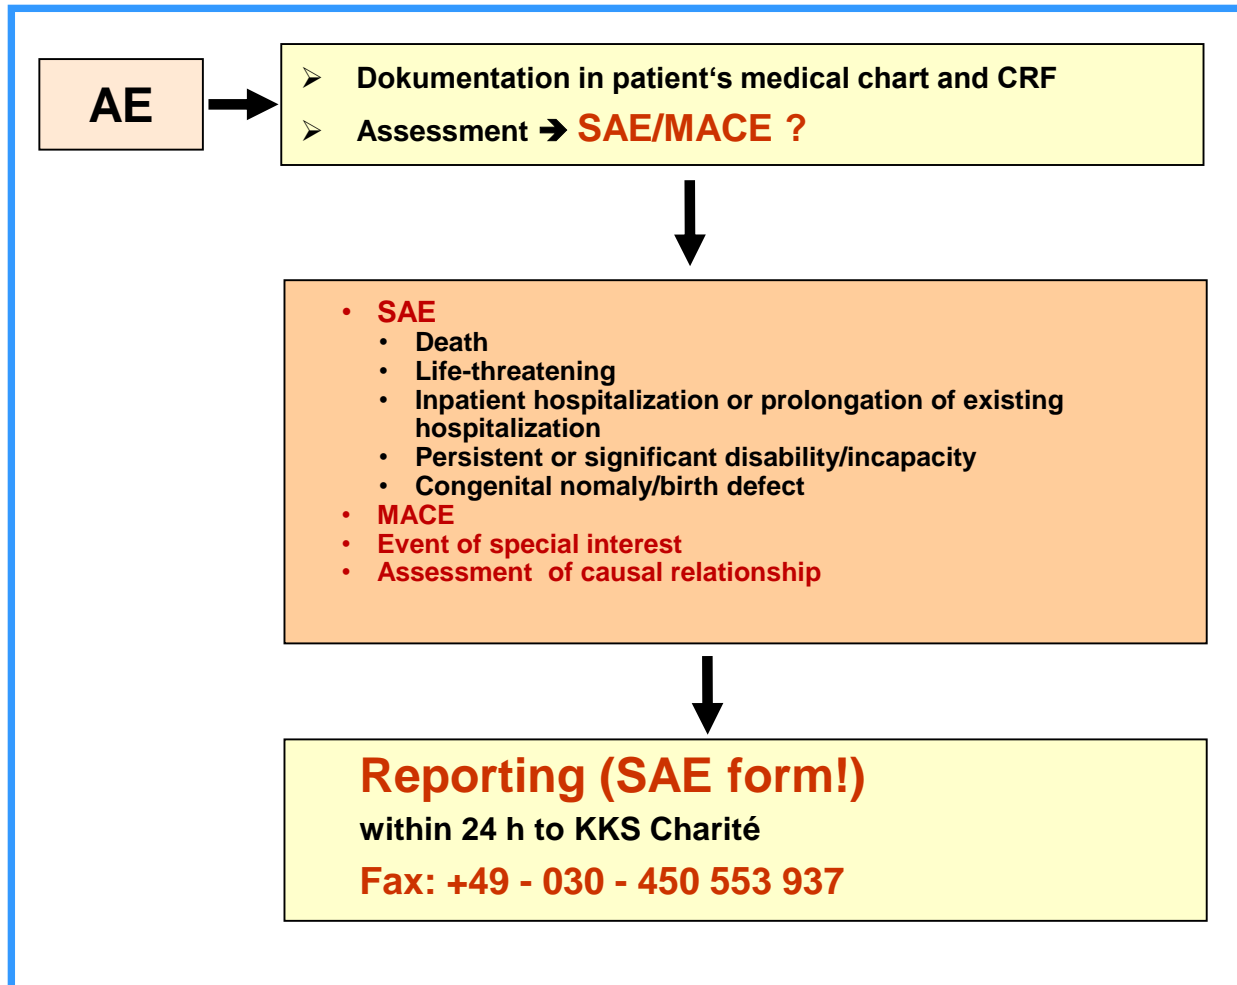 AE
➢ Dokumentation in patient‘s medical chart and CRF
➢ Assessment ➔ SAE/MACE ?
• SAE
• Death
• Life-threatening
• Inpatient hospitalization or prolongation of existing
hospitalization
• Persistent or significant disability/incapacity
• Congenital nomaly/birth defect
• MACE
• Event of special interest
• Assessment of causal relationship
Reporting (SAE form!)
within 24 h to KKS Charité
Fax: +49 - 030 - 450 553 937